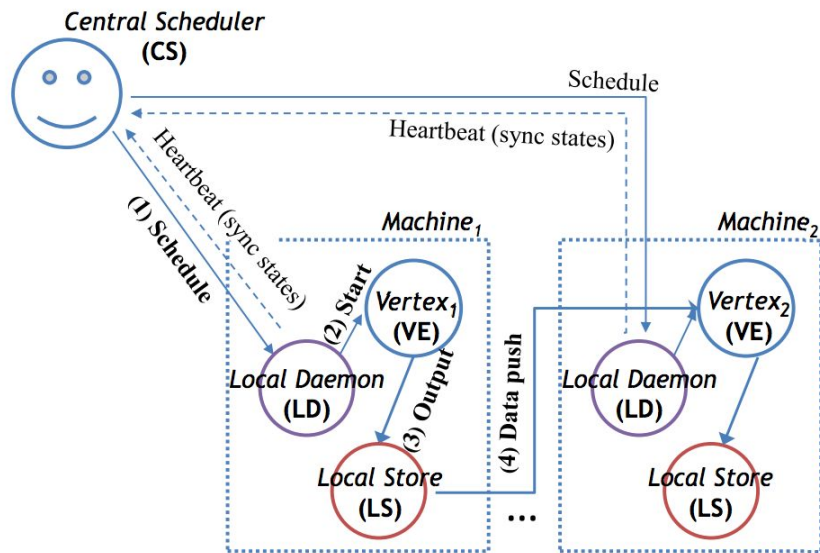 Central Scheduler
(CS)
Schedule
Heartbeat (sync states)
Heartbeat (sync states)
(1) Schedule
Machine1
Machine2
(2) Start
Vertex1
(VE)
Vertex2
(VE)
Local Daemon
(LD)
(3) Output
(4) Data push
Local Daemon
(LD)
Local Store
(LS)
...
Local Store
(LS)